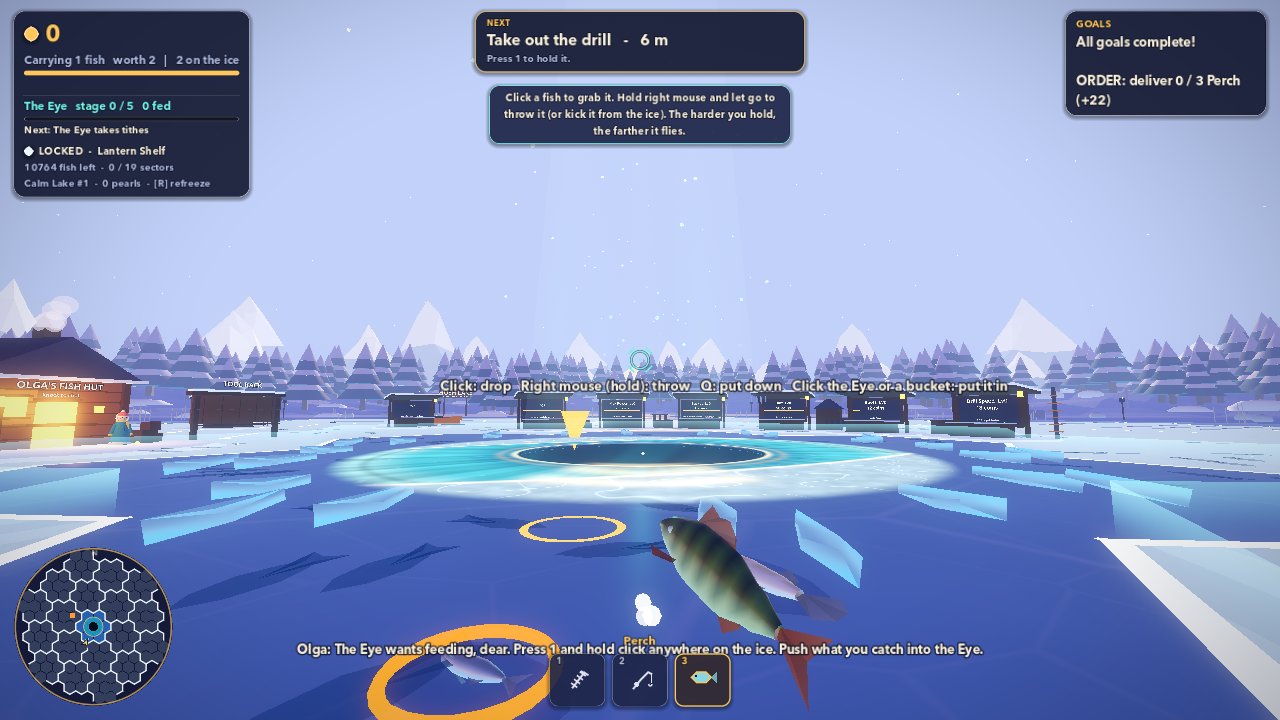 0
Carrying 1 fish worth 2 | 2 on the ice
The Eye stage 0 / 5 0 fed
Next: The Eye takes tithes
LOCKED - Lantern Shelf
10764 fish left - 0 / 19 sectors
Calm Lake #1 - 0 pearls - [R] refreeze
NEXT
Take out the drill - 6 m
Press 1 to hold it.
Click a fish to grab it. Hold right mouse and let go to
throw it (or kick it from the ice). The harder you hold,
the farther it flies.
GOALS
All goals complete!
ORDER: deliver 0 / 3 Perch
(+22)
OLGA'S FISH HUT
TOOL RACK
Click: drop Right mouse (hold): throw Q: put down Click the Eye or a bucket: put it in
Perch
Olga: The Eye wants feeding, dear. Press 1 and hold click anywhere on the ice. Push what you catch into the Eye.
1
2
3